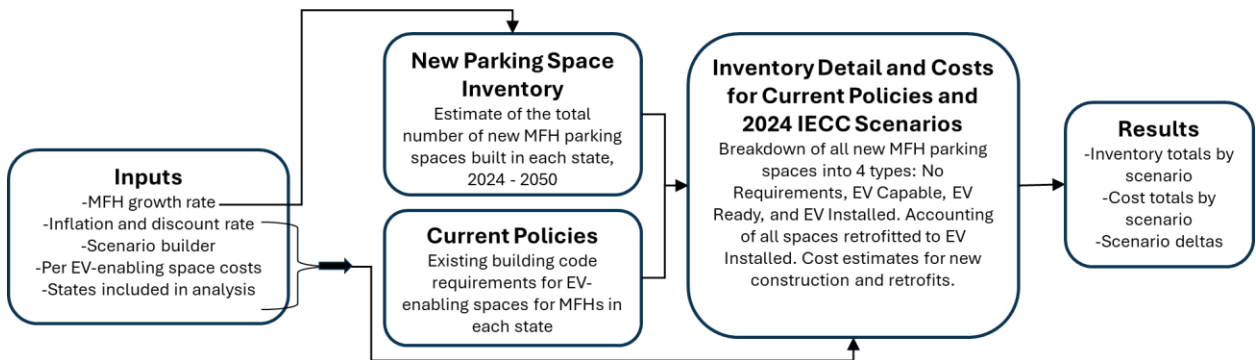 Inputs
-MFH growth rate
-Inflation and discount rate
-Scenario builder
-Per EV-enabling space costs
-States included in analysis
New Parking Space
Inventory
Estimate of the total
number of new MFH parking
spaces built in each state,
2024 - 2050
Current Policies
Existing building code
requirements for EV-
enabling spaces for MFHs in
each state
Inventory Detail and Costs
for Current Policies and
2024 IECC Scenarios
Breakdown of all new MFH parking
spaces into 4 types: No
Requirements, EV Capable, EV
Ready, and EV Installed. Accounting
of all spaces retrofitted to EV
Installed. Cost estimates for new
construction and retrofits.
Results
-Inventory totals by
scenario
-Cost totals by
scenario
-Scenario deltas